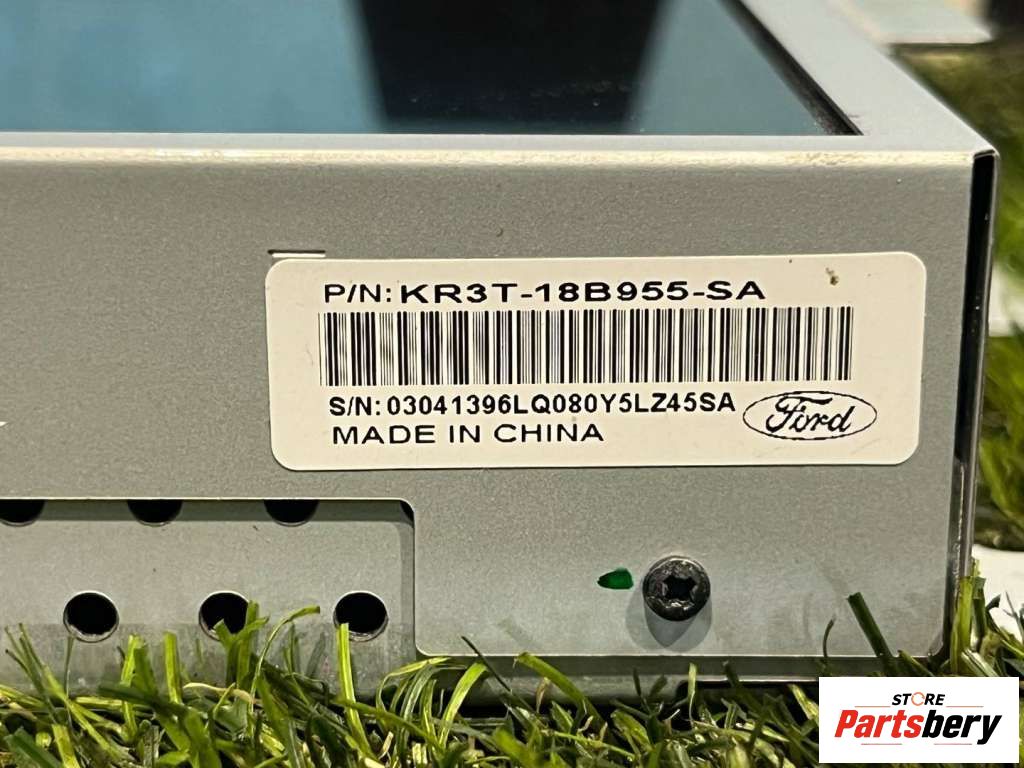 P/N: KR3T-18B955-SA
S/N: 03041396LQ080Y5LZ45SA
Ford
MADE IN CHINA
STORE
Partsbery